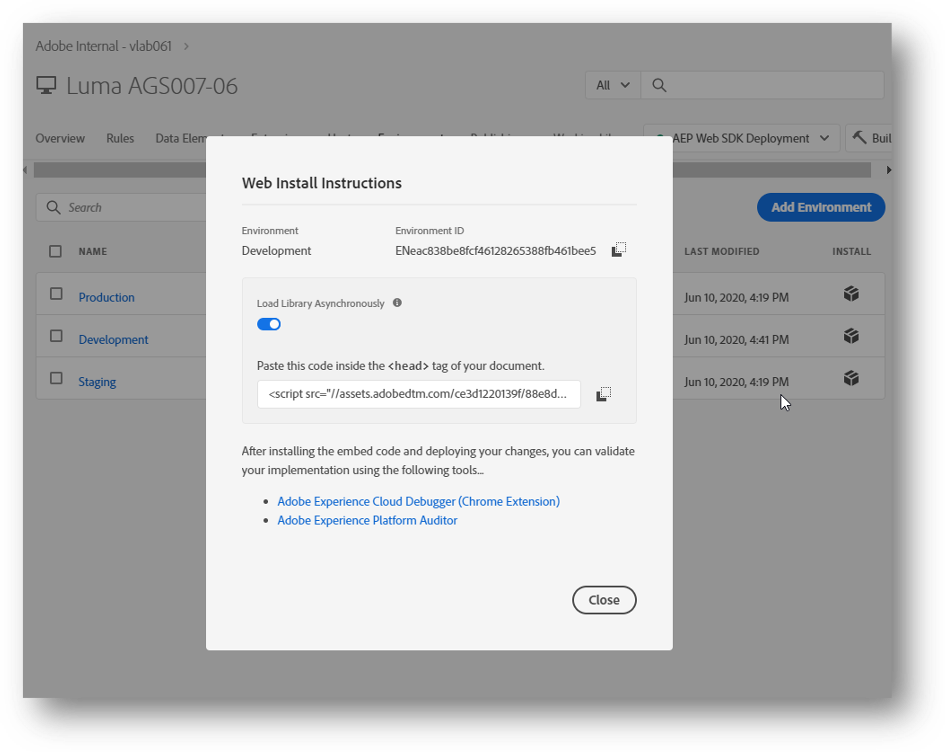 Adobe Internal - vlab061 >
Luma AGS007-06
All
Overview Rules Data Elem
AEP Web SDK Deployment
Buil
Search
Add Environment
NAME LAST MODIFIED INSTALL
Production Jun 10, 2020, 4:19 PM
Development Jun 10, 2020, 4:41 PM
Staging Jun 10, 2020, 4:19 PM
Web Install Instructions
Environment Environment ID
Development ENeac838be8fcf46128265388fb461bee5
Load Library Asynchronously
Paste this code inside the <head> tag of your document.
<script src="//assets.adobedtm.com/ce3d1220139f/88e8d...
After installing the embed code and deploying your changes, you can validate
your implementation using the following tools...
Adobe Experience Cloud Debugger (Chrome Extension)
Adobe Experience Platform Auditor
Close